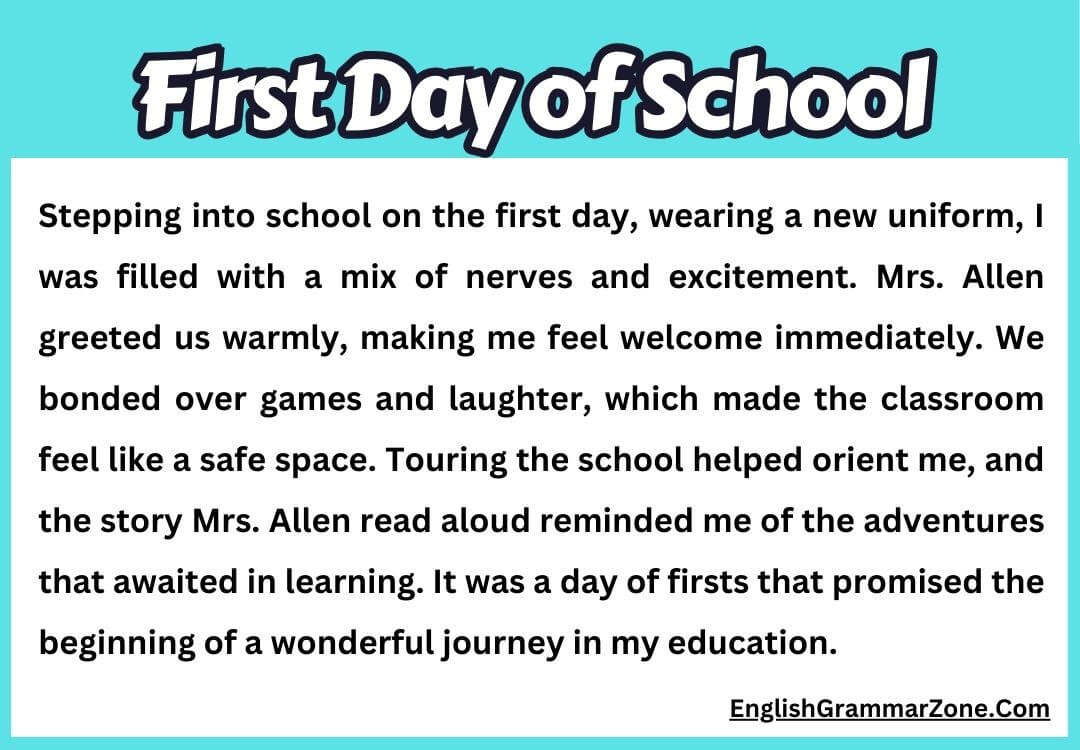 First Day of School
Stepping into school on the first day, wearing a new uniform, I
was filled with a mix of nerves and excitement. Mrs. Allen
greeted us warmly, making me feel welcome immediately. We
bonded over games and laughter, which made the classroom
feel like a safe space. Touring the school helped orient me, and
the story Mrs. Allen read aloud reminded me of the adventures
that awaited in learning. It was a day of firsts that promised the
beginning of a wonderful journey in my education.
EnglishGrammarZone.Com